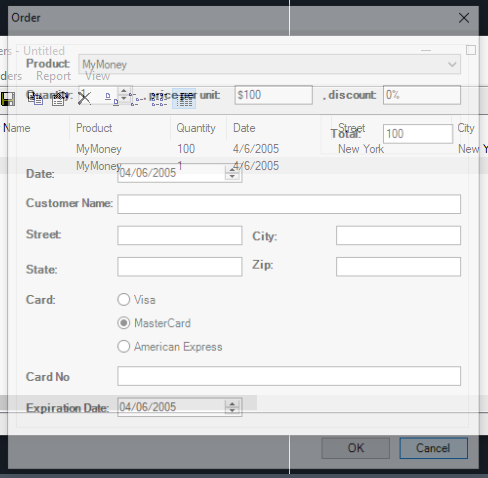 Order
ers - Untitled
Product: MyMoney
ders Report View
Quantity: 1 , price per unit: $100 , discount: 0%
Name Product Quantity Date Street City
Total: 100
MyMoney 100 4/6/2005 New York New Y
MyMoney 1 4/6/2005
Date: 04/06/2005
Customer Name:
Street: City:
State: Zip:
Card: Visa
MasterCard
American Express
Card No
Expiration Date: 04/06/2005
OK Cancel